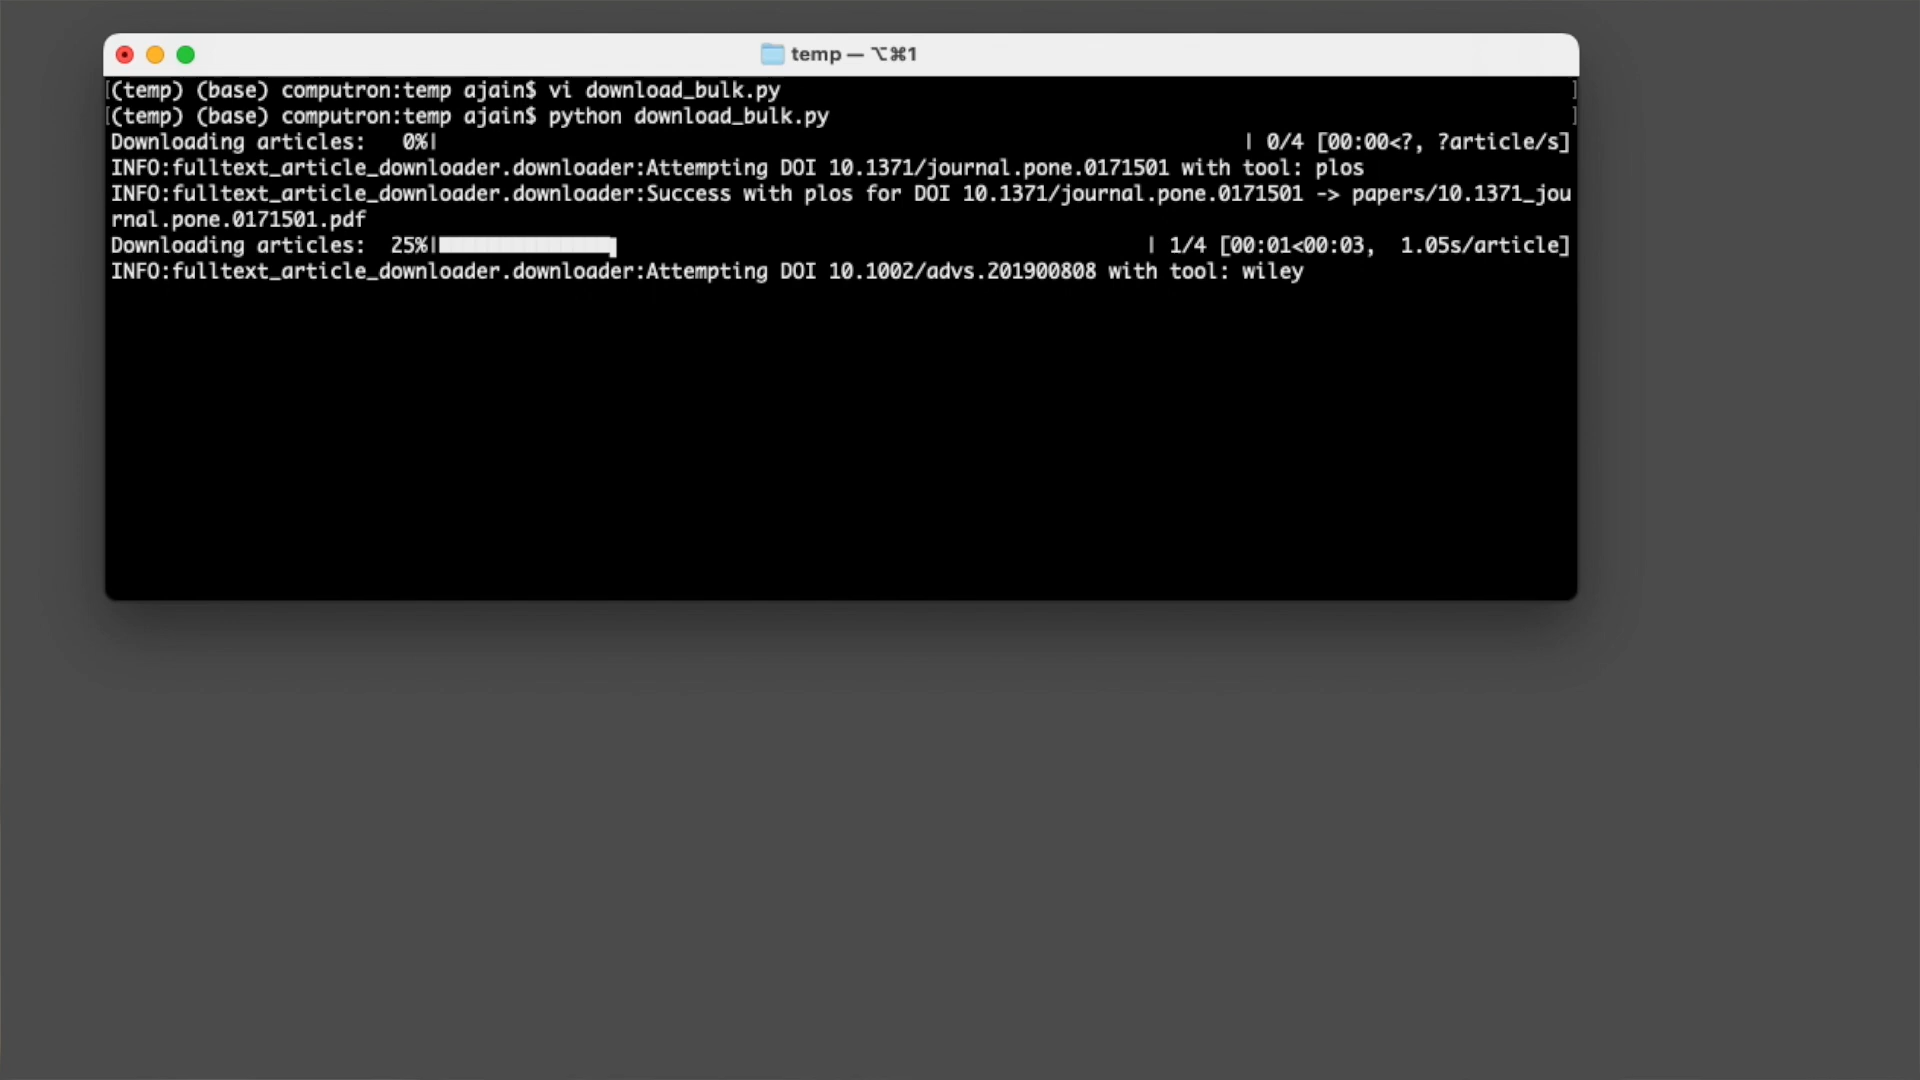 temp — ⌥⌘1
[(temp) (base) computron:temp ajain$ vi download_bulk.py ]
[(temp) (base) computron:temp ajain$ python download_bulk.py ]
Downloading articles:   0%|          | 0/4 [00:00<?, ?article/s]
INFO:fulltext_article_downloader.downloader:Attempting DOI 10.1371/journal.pone.0171501 with tool: plos
INFO:fulltext_article_downloader.downloader:Success with plos for DOI 10.1371/journal.pone.0171501 -> papers/10.1371_jou
rnal.pone.0171501.pdf
Downloading articles:  25%|          | 1/4 [00:01<00:03,  1.05s/article]
INFO:fulltext_article_downloader.downloader:Attempting DOI 10.1002/advs.201900808 with tool: wiley